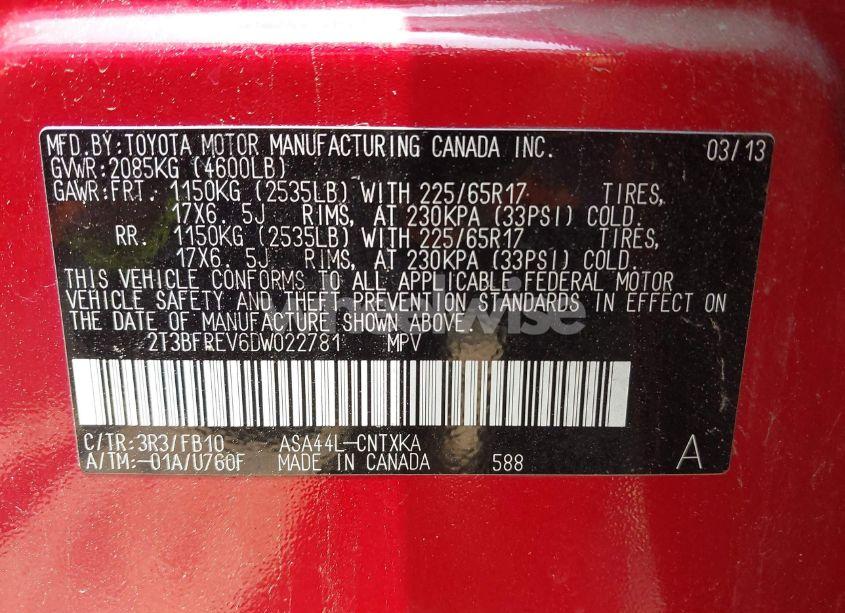 MFD.BY:TOYOTA MOTOR MANUFACTURING CANADA INC. 03/13
GVWR:2085KG (4600LB)
GAWR:FRT. 1150KG (2535LB) WITH 225/65R17 TIRES,
17X6. 5J RIMS, AT 230KPA (33PSI) COLD.
RR. 1150KG (2535LB) WITH 225/65R17 TIRES,
17X6. 5J RIMS, AT 230KPA (33PSI) COLD.
THIS VEHICLE CONFORMS TO ALL APPLICABLE FEDERAL MOTOR
VEHICLE SAFETY AND THEFT PREVENTION STANDARDS IN EFFECT ON
THE DATE OF MANUFACTURE SHOWN ABOVE.
2T3BFREV6DW022781 MPV
C/TR:3R3/FB10 ASA44L-CNTXKA
A/TM:-01A/U760F MADE IN CANADA 588 A